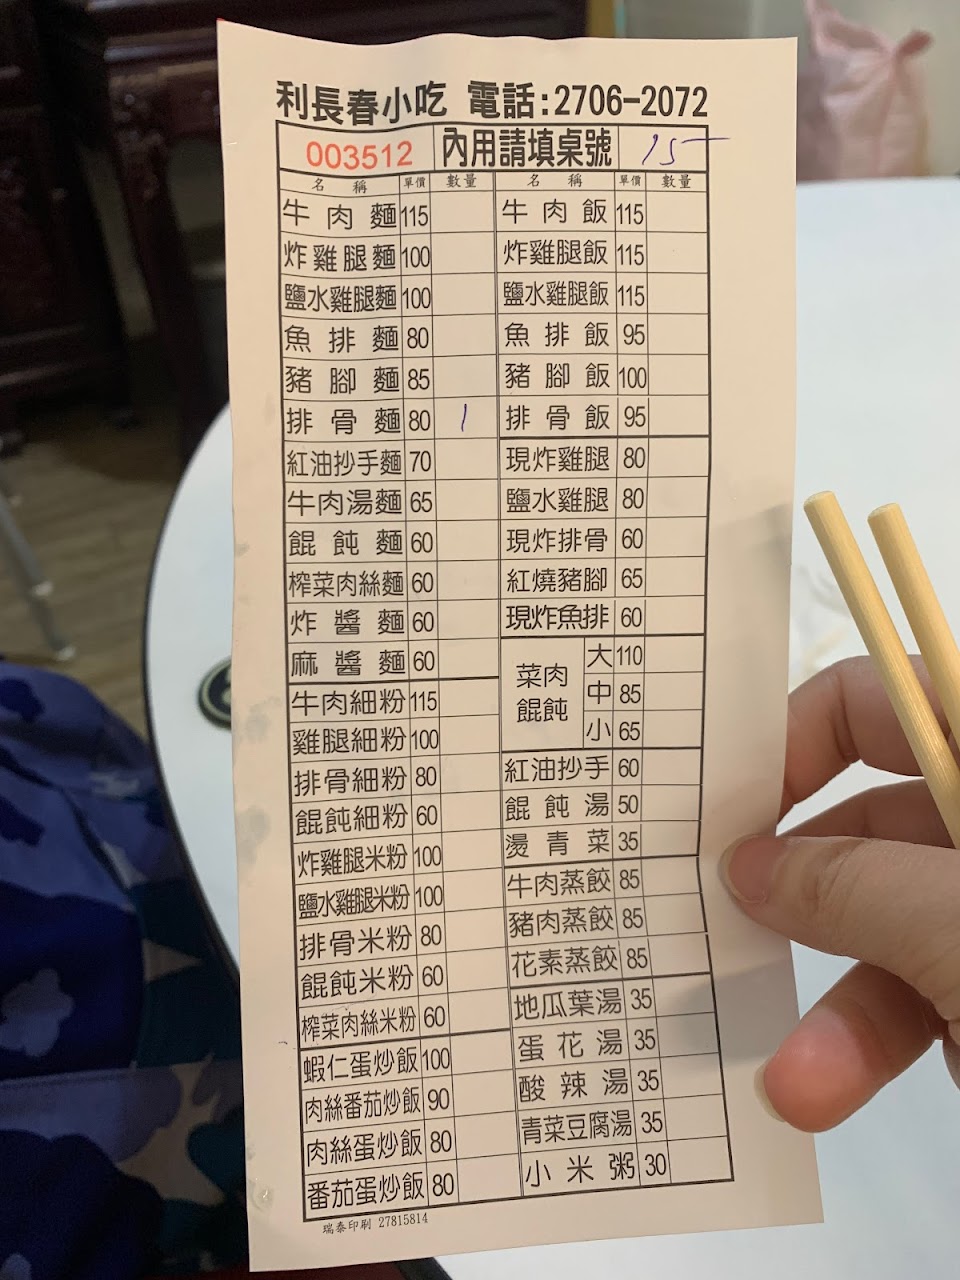 利長春小吃 電話:2706-2072
003512 內用請填桌號 15
名稱 單價 數量 名稱 單價 數量
牛肉麵 115 牛肉飯 115
炸雞腿麵 100 炸雞腿飯 115
鹽水雞腿麵 100 鹽水雞腿飯 115
魚排麵 80 魚排飯 95
豬腳麵 85 豬腳飯 100
排骨麵 80 1 排骨飯 95
紅油抄手麵 70 現炸雞腿 80
牛肉湯麵 65 鹽水雞腿 80
餛飩麵 60 現炸排骨 60
榨菜肉絲麵 60 紅燒豬腳 65
炸醬麵 60 現炸魚排 60
麻醬麵 60 菜肉餛飩 大 110
牛肉細粉 115 中 85
雞腿細粉 100 小 65
排骨細粉 80 紅油抄手 60
餛飩細粉 60 餛飩湯 50
炸雞腿米粉 100 燙青菜 35
鹽水雞腿米粉 100 牛肉蒸餃 85
排骨米粉 80 豬肉蒸餃 85
餛飩米粉 60 花素蒸餃 85
榨菜肉絲米粉 60 地瓜葉湯 35
蝦仁蛋炒飯 100 蛋花湯 35
肉絲番茄炒飯 90 酸辣湯 35
肉絲蛋炒飯 80 青菜豆腐湯 35
番茄蛋炒飯 80 小米粥 30
瑞泰印刷 27815814